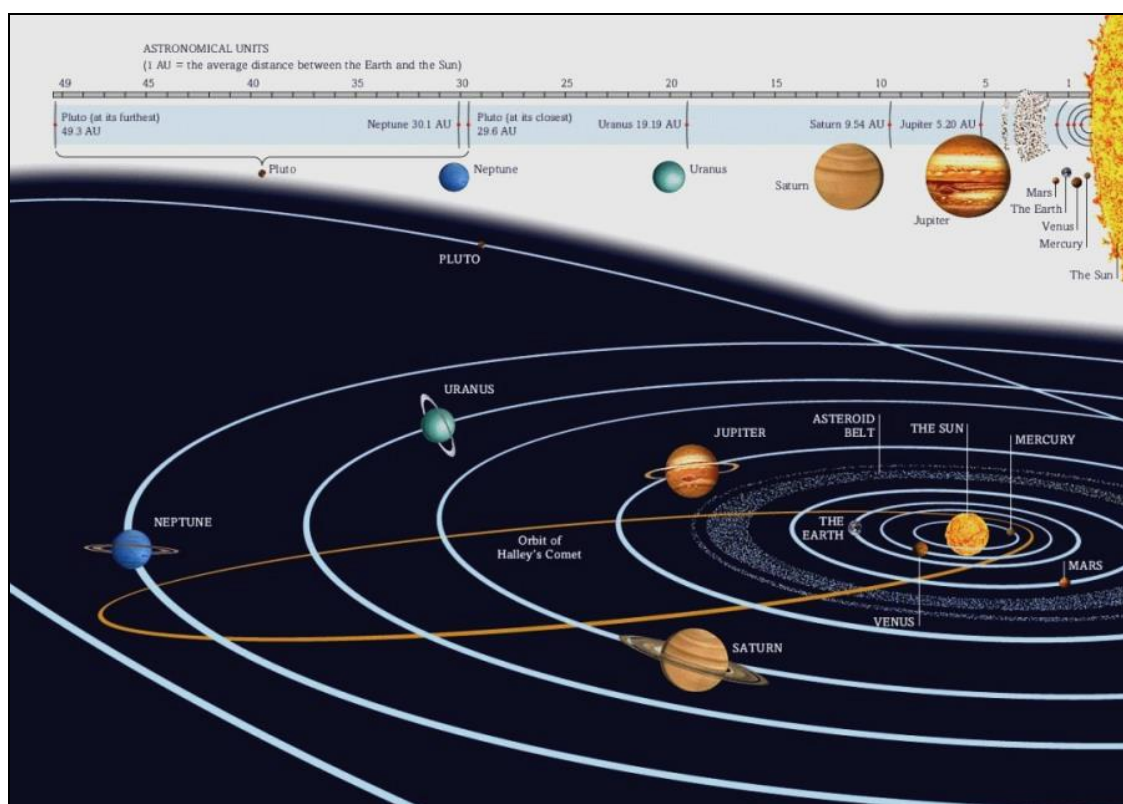 ASTRONOMICAL UNITS
(1 AU = the average distance between the Earth and the Sun)
49 45 40 35 30 25 20 15 10 5 1
Pluto (at its furthest)
49.3 AU
Neptune 30.1 AU
Pluto (at its closest)
29.6 AU
Uranus 19.19 AU
Saturn 9.54 AU
Jupiter 5.20 AU
Pluto
Neptune
Uranus
Saturn
Jupiter
Mars
The Earth
Venus
Mercury
The Sun
PLUTO
URANUS
JUPITER
ASTEROID
BELT
THE SUN
MERCURY
NEPTUNE
THE
EARTH
Orbit of
Halley's Comet
MARS
VENUS
SATURN